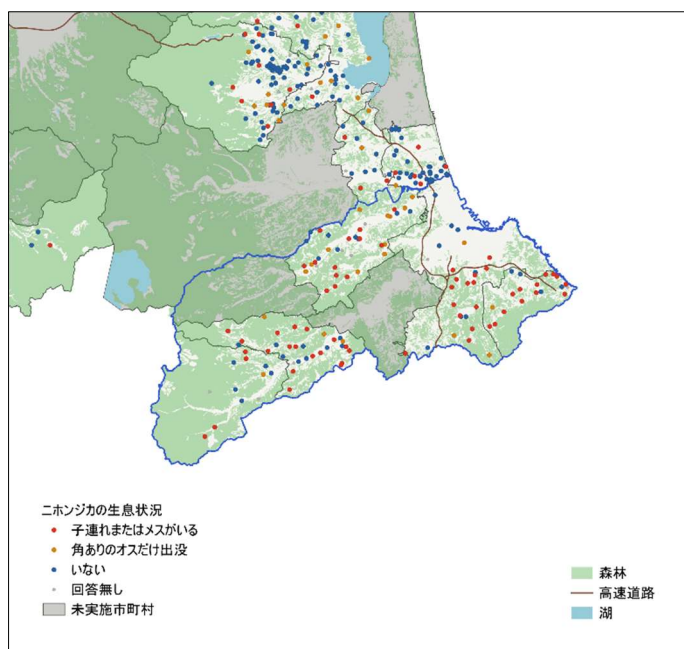 ニホンジカの生息状況
子連れまたはメスがいる
角ありのオスだけ出没
いない
回答無し
未実施市町村
森林
高速道路
湖